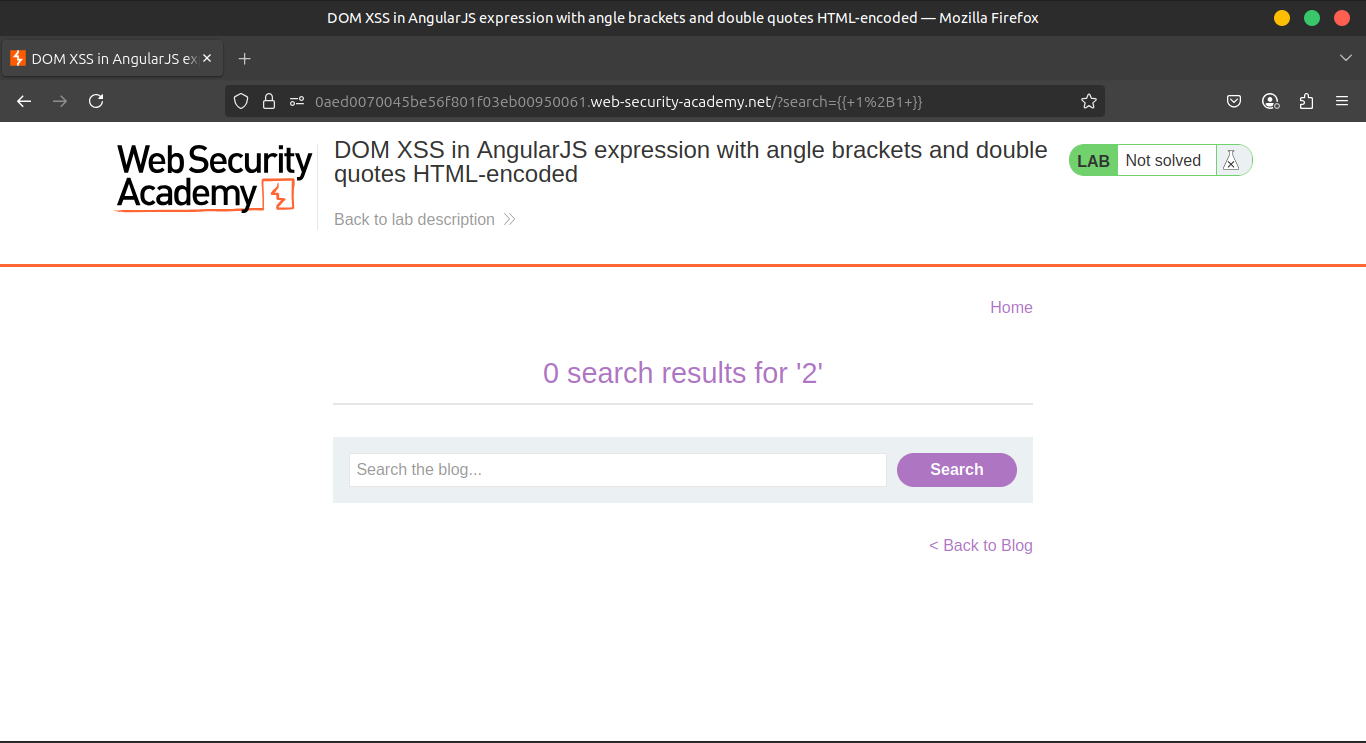 DOM XSS in AngularJS expression with angle brackets and double quotes HTML-encoded — Mozilla Firefox
DOM XSS in AngularJS ex
0aed0070045be56f801f03eb00950061.web-security-academy.net/?search={{+1%2B1+}}
Web Security
Academy
DOM XSS in AngularJS expression with angle brackets and double
quotes HTML-encoded
LAB Not solved
Back to lab description
Home
0 search results for '2'
Search the blog...
Search
< Back to Blog